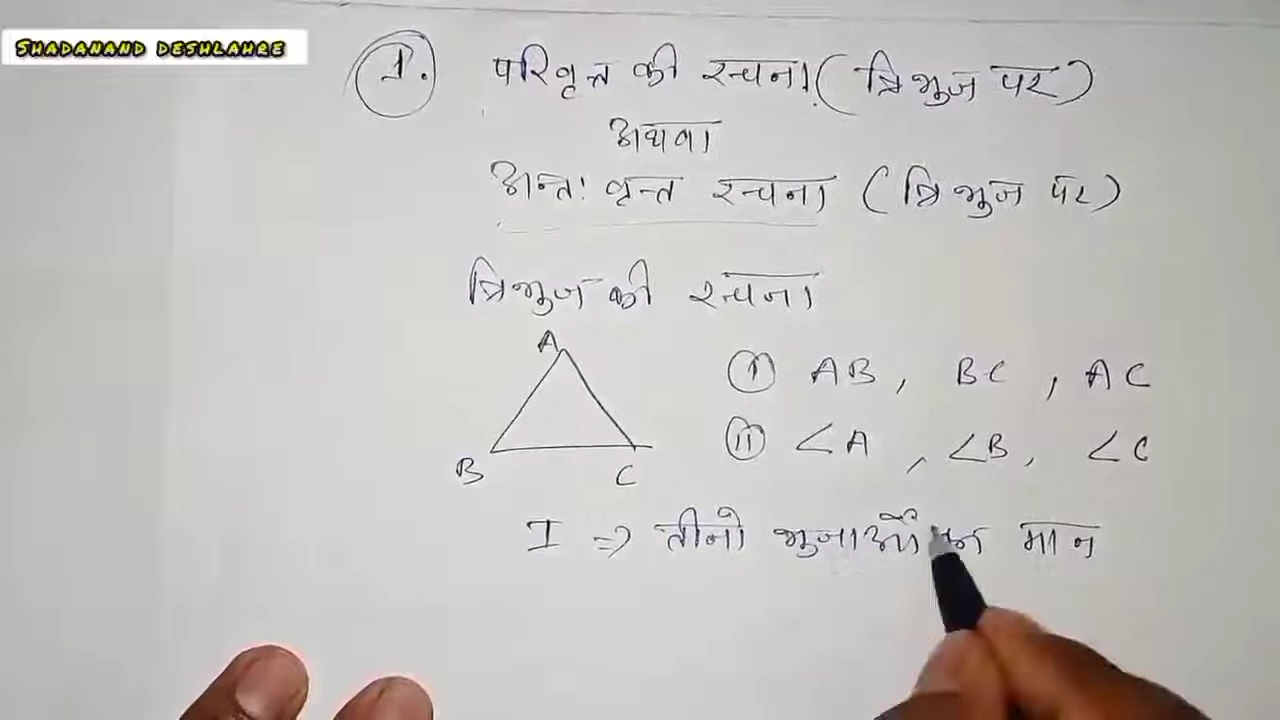 SHADANAND DESHLAHRE
1. परिवृत्त की रचना (त्रिभुज पर)
अथवा
अन्तः वृत्त रचना (त्रिभुज पर)
त्रिभुज की रचना
A
B C
(i) AB, BC, AC
(ii) ∠A, ∠B, ∠C
I ⇒ तीनो भुजाओं का मान